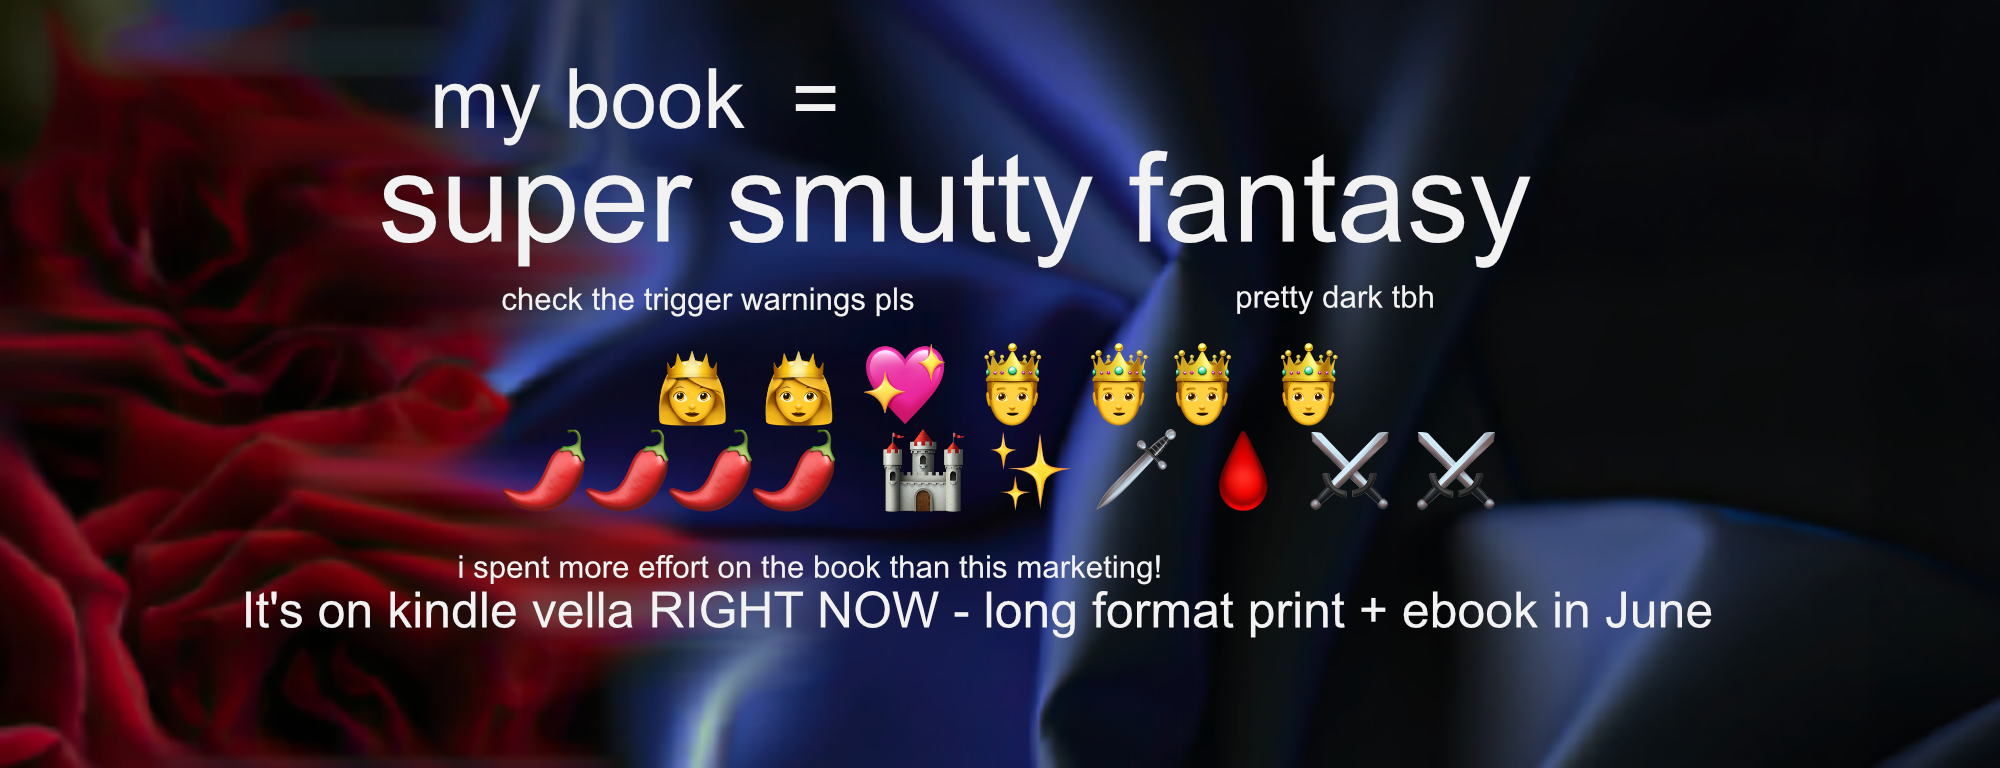 my book =
super smutty fantasy
check the trigger warnings pls pretty dark tbh
👸 👸 💖 🤴 🤴 🤴 🤴
🌶️🌶️🌶️🌶️ 🏰 ✨ 🗡️ 🩸 ⚔️ ⚔️
i spent more effort on the book than this marketing!
It's on kindle vella RIGHT NOW - long format print + ebook in June